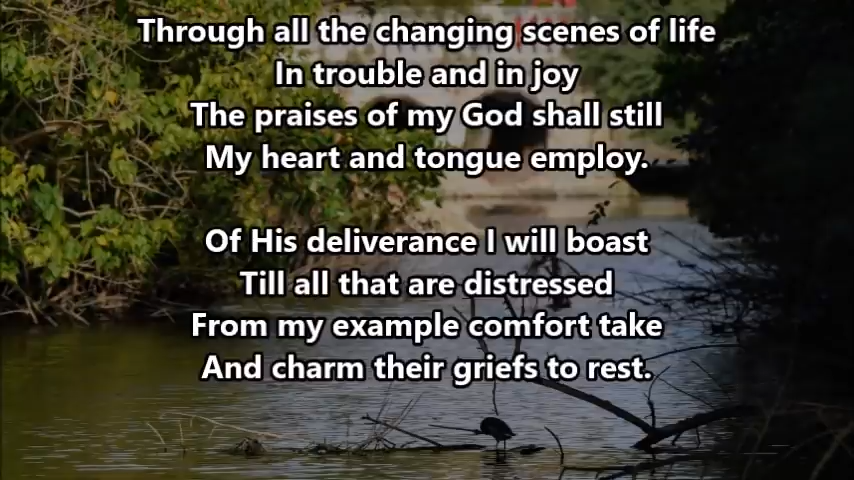 Through all the changing scenes of life
In trouble and in joy
The praises of my God shall still
My heart and tongue employ.
Of His deliverance I will boast
Till all that are distressed
From my example comfort take
And charm their griefs to rest.